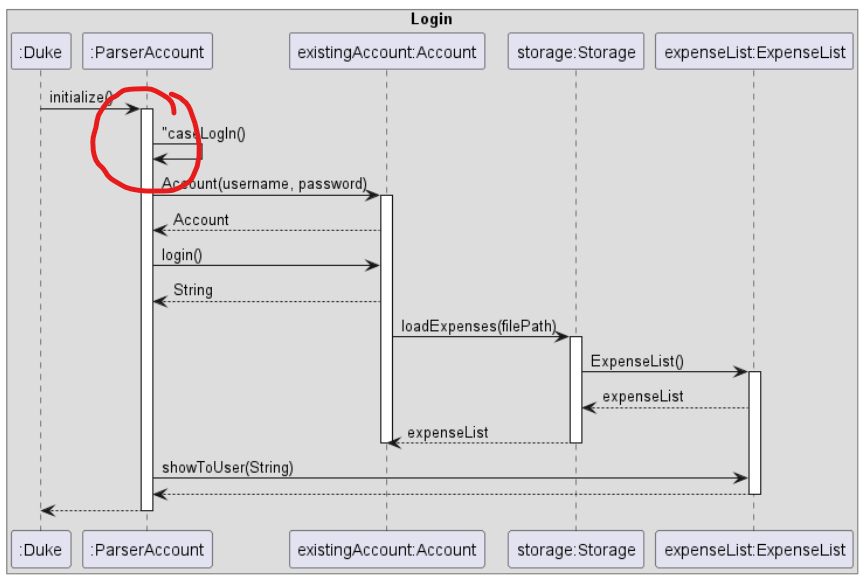 Login
:Duke :ParserAccount existingAccount:Account storage:Storage expenseList:ExpenseList
initialize()
"caseLogIn()
Account(username, password)
Account
login()
String
loadExpenses(filePath)
ExpenseList()
expenseList
expenseList
showToUser(String)
:Duke :ParserAccount existingAccount:Account storage:Storage expenseList:ExpenseList